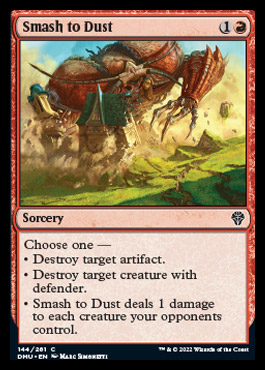 Smash to Dust 1
Sorcery
Choose one —
• Destroy target artifact.
• Destroy target creature with
defender.
• Smash to Dust deals 1 damage
to each creature your opponents
control.
144/281 C
DMU • EN Marc Simonetti
™ & © 2022 Wizards of the Coast